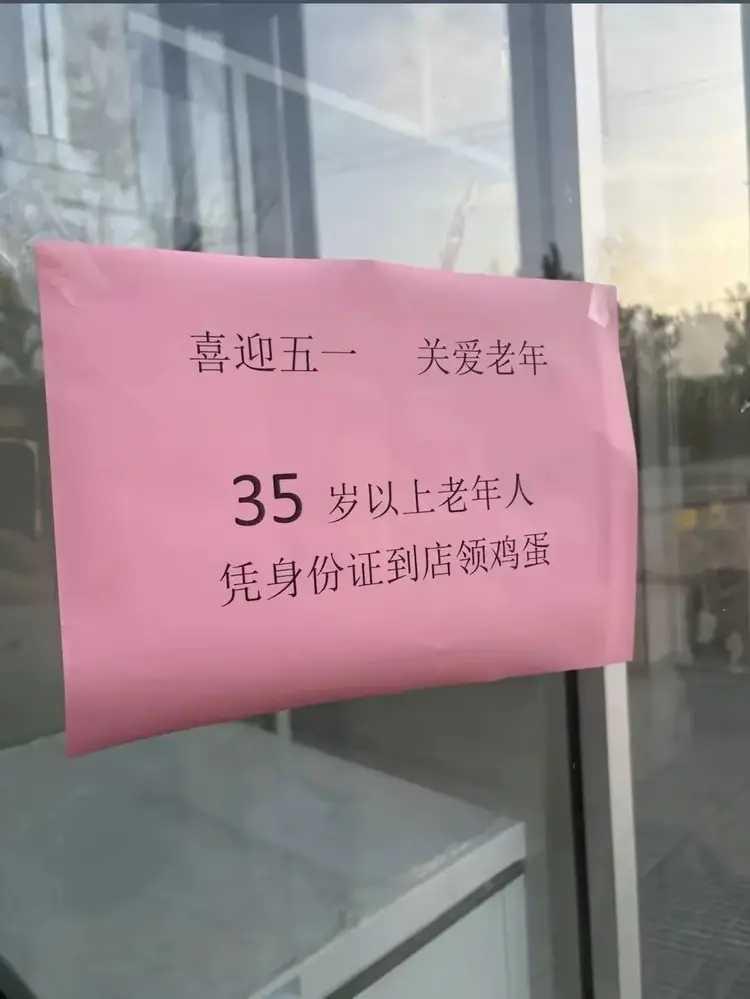 喜迎五一 关爱老年
35 岁以上老年人
凭身份证到店领鸡蛋